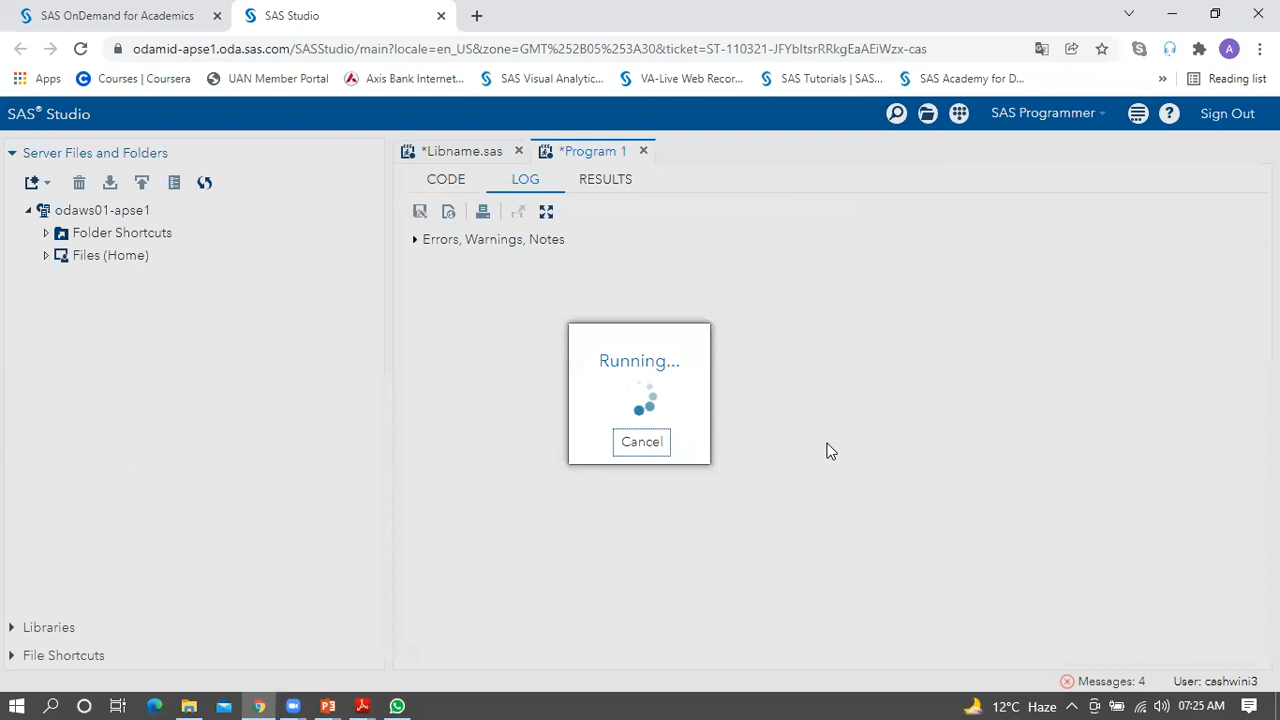 SAS OnDemand for Academics
SAS Studio
odamid-apse1.oda.sas.com/SASStudio/main?locale=en_US&zone=GMT%252B05%253A30&ticket=ST-110321-JFYbItsrRRkgEaAEiWzx-cas
A
Apps
Courses | Coursera
UAN Member Portal
Axis Bank Internet...
SAS Visual Analytic...
VA-Live Web Recor...
SAS Tutorials | SAS...
SAS Academy for D...
»
Reading list
SAS® Studio
SAS Programmer
Sign Out
Server Files and Folders
*Libname.sas
*Program 1
CODE
LOG
RESULTS
odaws01-apse1
Folder Shortcuts
Files (Home)
Errors, Warnings, Notes
Running...
Cancel
Libraries
File Shortcuts
Messages: 4
User: cashwini3
12°C Haze
07:25 AM